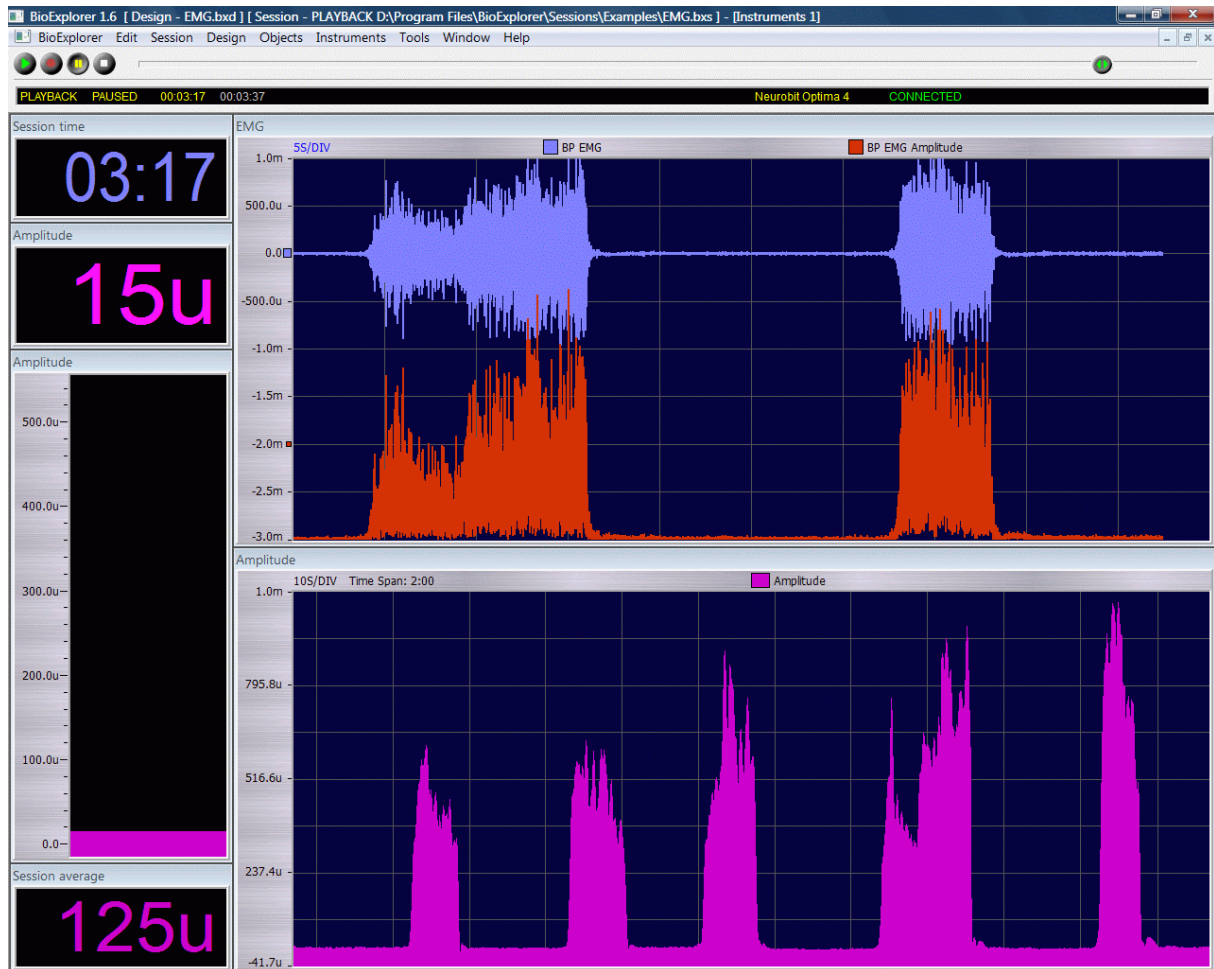 BioExplorer 1.6 [ Design - EMG.bxd ] [ Session - PLAYBACK D:\Program Files\BioExplorer\Sessions\Examples\EMG.bxs ] - [Instruments 1]
BioExplorer Edit Session Design Objects Instruments Tools Window Help
PLAYBACK PAUSED 00:03:17 00:03:37 Neurobit Optima 4 CONNECTED
Session time
03:17
Amplitude
15u
Amplitude
500.0u
400.0u
300.0u
200.0u
100.0u
0.0
Session average
125u
EMG
5S/DIV BP EMG BP EMG Amplitude
1.0m
500.0u
0.0
-500.0u
-1.0m
-1.5m
-2.0m
-2.5m
-3.0m
Amplitude
10S/DIV Time Span: 2:00 Amplitude
1.0m
795.8u
516.6u
237.4u
-41.7u